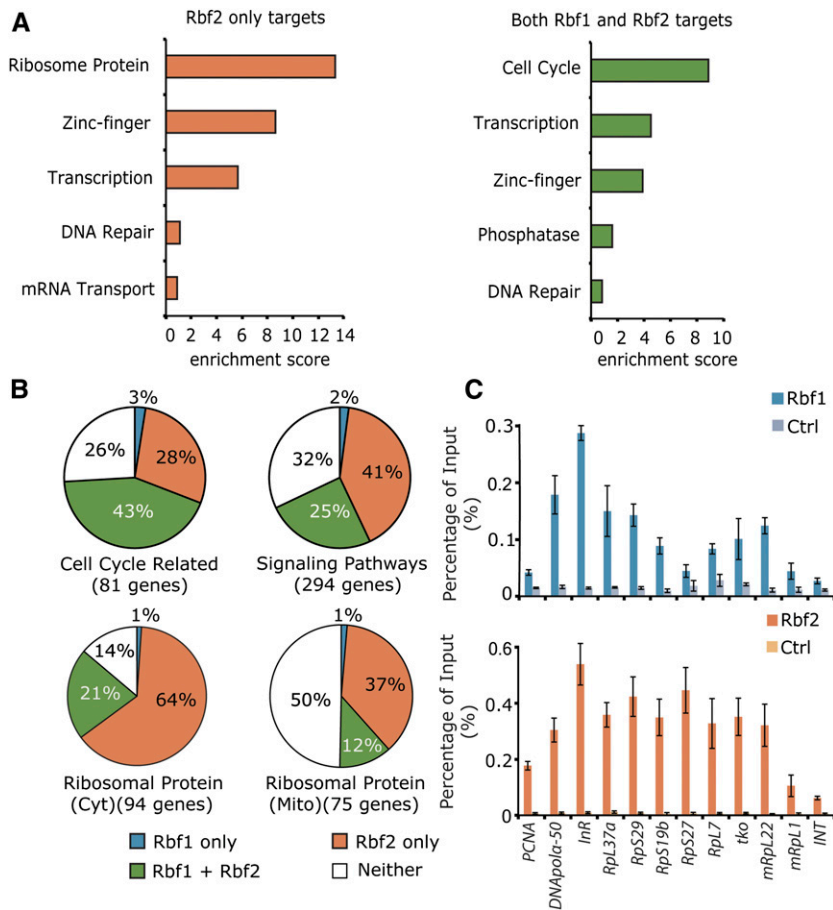 A
Rbf2 only targets
Ribosome Protein
Zinc-finger
Transcription
DNA Repair
mRNA Transport
0 2 4 6 8 10 12 14
enrichment score
Both Rbf1 and Rbf2 targets
Cell Cycle
Transcription
Zinc-finger
Phosphatase
DNA Repair
0 2 4 6 8 10
enrichment score
B
3%
28%
43%
26%
Cell Cycle Related
(81 genes)
2%
41%
25%
32%
Signaling Pathways
(294 genes)
1%
64%
21%
14%
Ribosomal Protein
(Cyt)(94 genes)
1%
37%
12%
50%
Ribosomal Protein
(Mito)(75 genes)
Rbf1 only
Rbf2 only
Rbf1 + Rbf2
Neither
C
Rbf1
Ctrl
Percentage of Input
(%)
0.3
0.2
0.1
0
Rbf2
Ctrl
Percentage of Input
(%)
0.6
0.4
0.2
0
PCNA
DNApolα-50
InR
RpL37a
RpS29
RpS19b
RpS27
RpL7
tko
mRpL22
mRpL1
INT